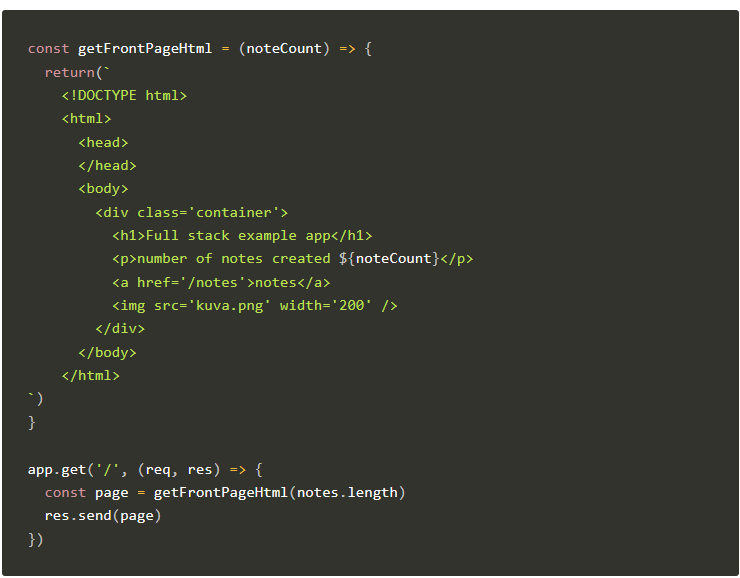 const getFrontPageHtml = (noteCount) => {
  return(`
    <!DOCTYPE html>
    <html>
      <head>
      </head>
      <body>
        <div class='container'>
          <h1>Full stack example app</h1>
          <p>number of notes created ${noteCount}</p>
          <a href='/notes'>notes</a>
          <img src='kuva.png' width='200' />
        </div>
      </body>
    </html>
`)
}

app.get('/', (req, res) => {
  const page = getFrontPageHtml(notes.length)
  res.send(page)
})